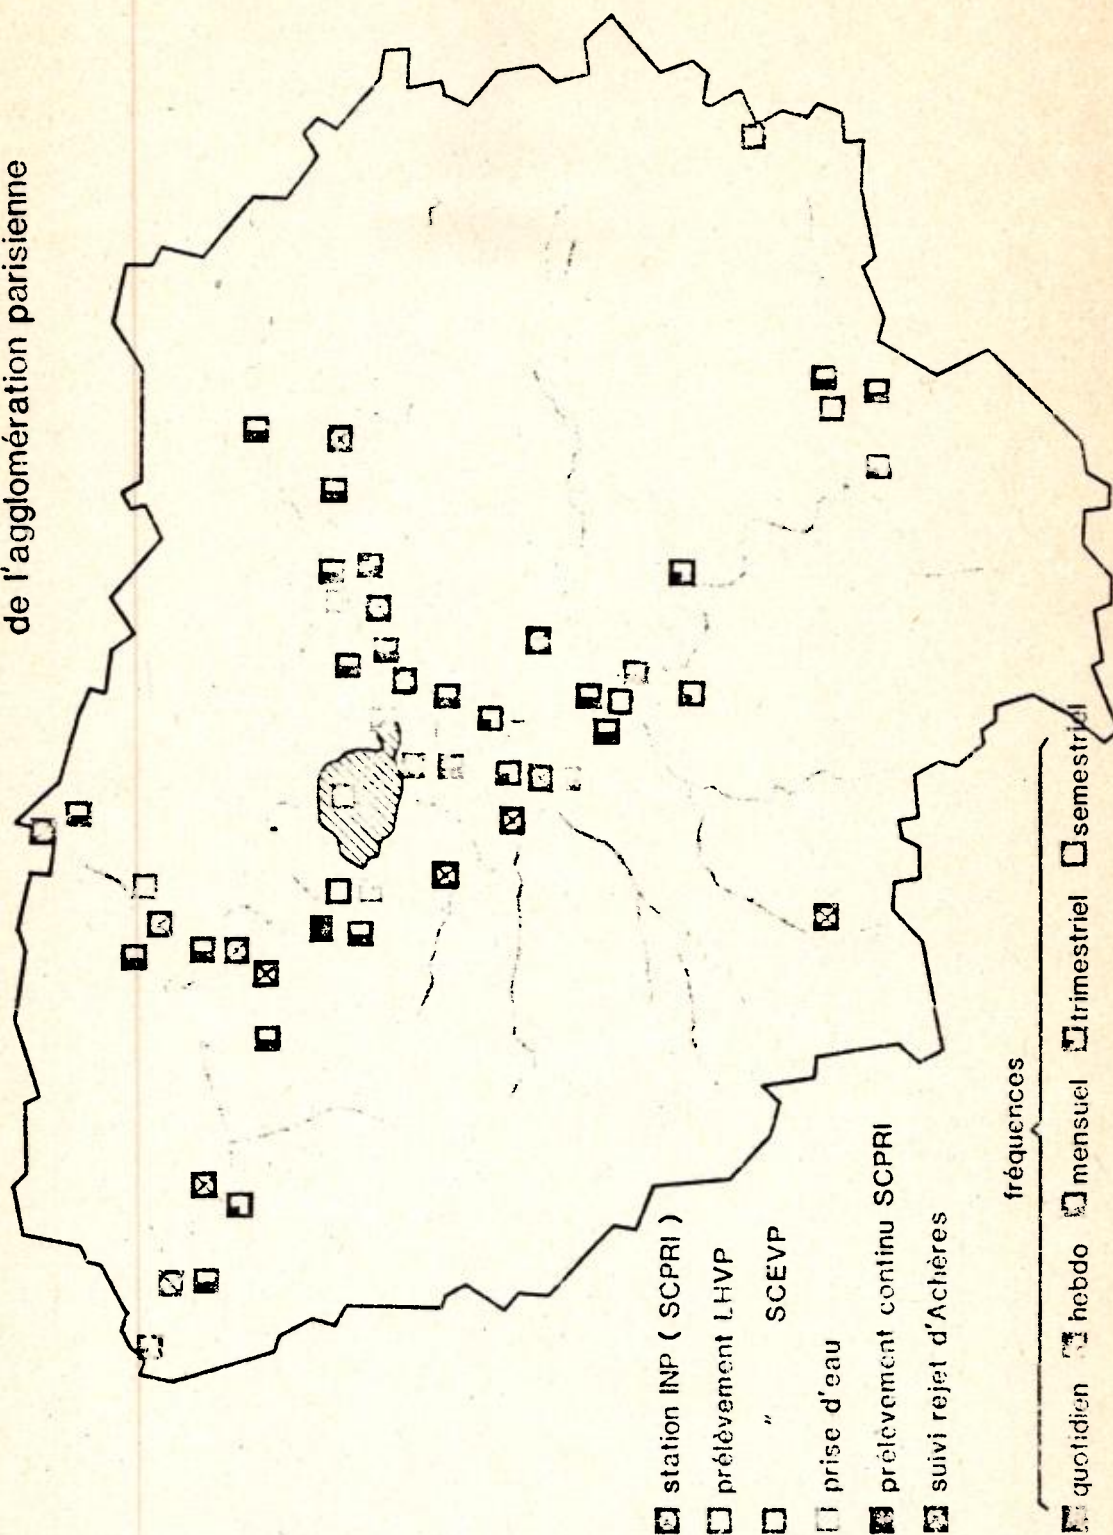 de l'agglomération parisienne
station INP ( SCPRI )
prélèvement LHVP
" SCEVP
prise d'eau
prélèvement continu SCPRI
suivi rejet d'Achères
fréquences
quotidien hebdo mensuel trimestriel semestriel